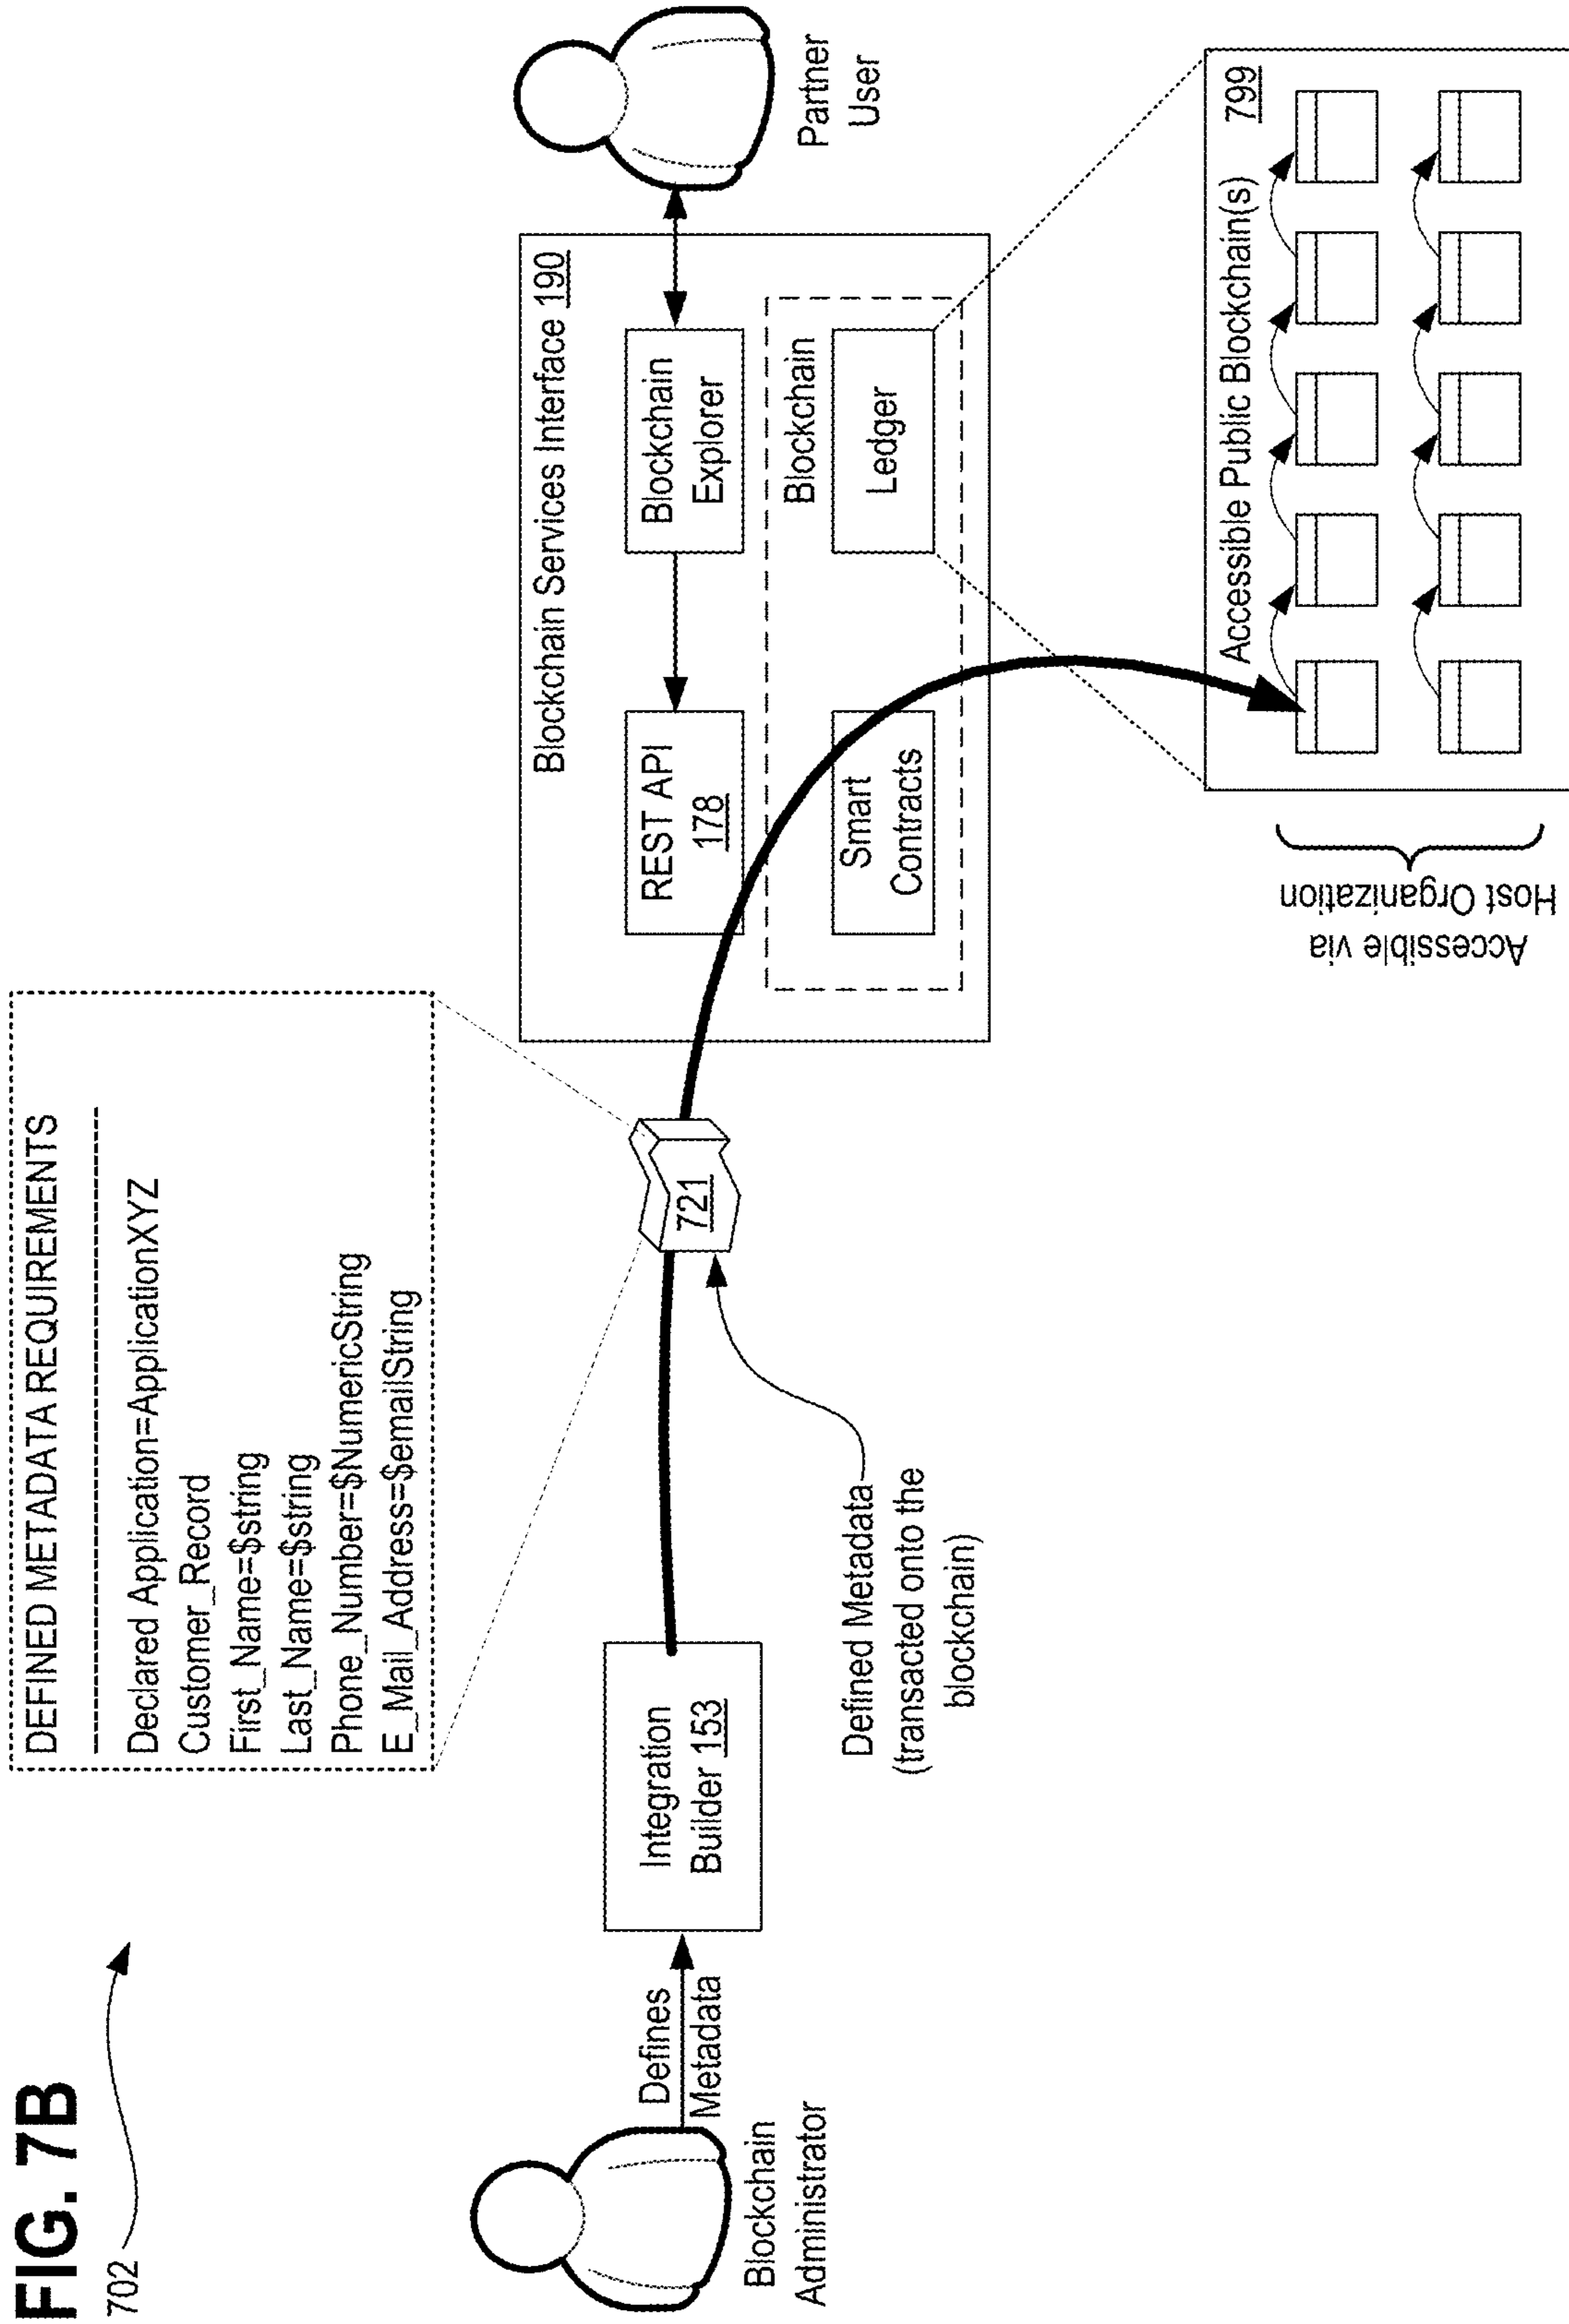 FIG. 7B
702
DEFINED METADATA REQUIREMENTS
Declared Application=ApplicationXYZ
Customer_Record
First_Name=$string
Last_Name=$string
Phone_Number=$NumericString
E_Mail_Address=$emailString
Blockchain
Administrator
Defines
Metadata
Integration
Builder 153
721
Defined Metadata
(transacted onto the
blockchain)
Blockchain Services Interface 190
REST API
178
Blockchain
Explorer
Blockchain
Smart
Contracts
Ledger
Partner
User
Accessible Public Blockchain(s) 799
Accessible via
Host Organization